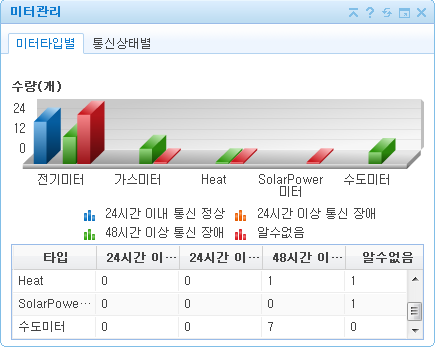 미터관리
미터타입별 통신상태별
수량(개)
24
12
0
전기미터 가스미터 Heat SolarPower 미터 수도미터
24시간 이내 통신 정상 24시간 이상 통신 장애
48시간 이상 통신 장애 알수없음
타입 24시간 이… 24시간 이… 48시간 이… 알수없음
Heat 0 0 1 1
SolarPowe… 0 0 0 1
수도미터 0 0 7 0